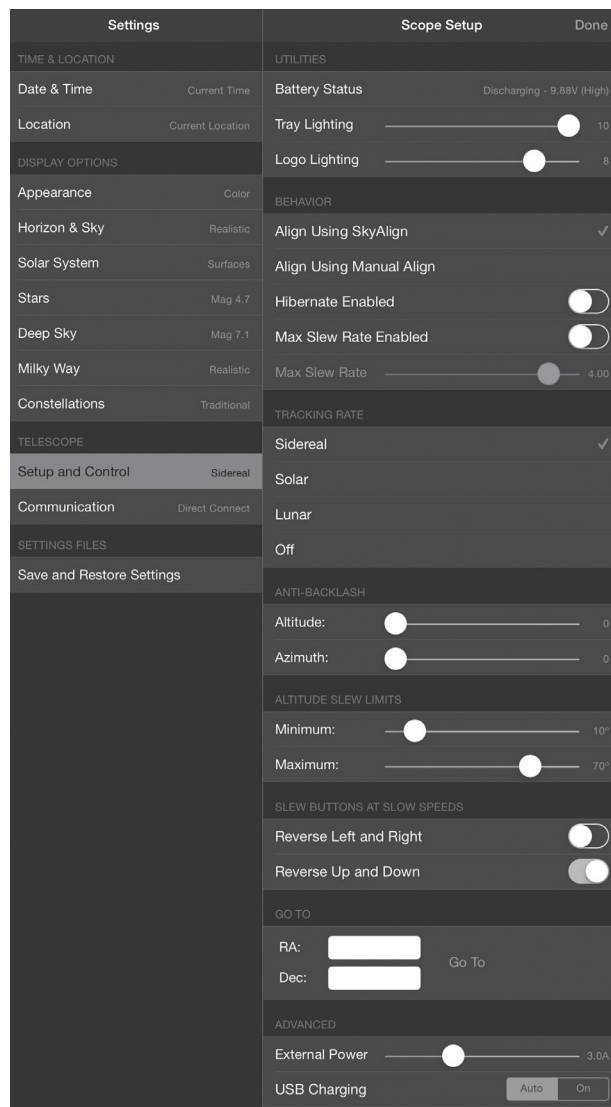 Settings
TIME & LOCATION
Date & Time Current Time
Location Current Location
DISPLAY OPTIONS
Appearance Color
Horizon & Sky Realistic
Solar System Surfaces
Stars Mag 4.7
Deep Sky Mag 7.1
Milky Way Realistic
Constellations Traditional
TELESCOPE
Setup and Control Sidereal
Communication Direct Connect
SETTINGS FILES
Save and Restore Settings
Scope Setup Done
UTILITIES
Battery Status Discharging - 9.88V (High)
Tray Lighting 10
Logo Lighting 8
BEHAVIOR
Align Using SkyAlign
Align Using Manual Align
Hibernate Enabled
Max Slew Rate Enabled
Max Slew Rate 4.00
TRACKING RATE
Sidereal
Solar
Lunar
Off
ANTI-BACKLASH
Altitude: 0
Azimuth: 0
ALTITUDE SLEW LIMITS
Minimum: 10°
Maximum: 70°
SLEW BUTTONS AT SLOW SPEEDS
Reverse Left and Right
Reverse Up and Down
GO TO
RA:
Go To
Dec:
ADVANCED
External Power 3.0A
USB Charging Auto On